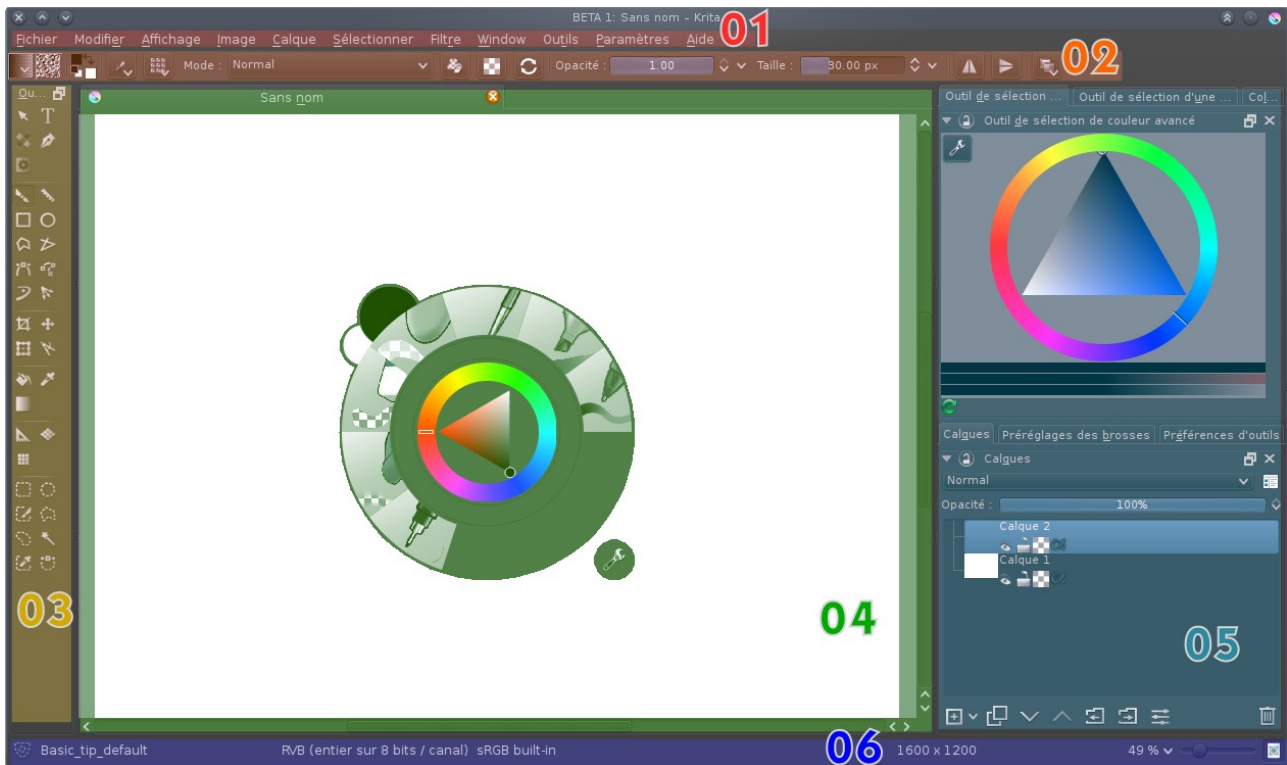 BETA 1: Sans nom – Krita
Fichier Modifier Affichage Image Calque Sélectionner Filtre Window Outils Paramètres Aide
01
Mode : Normal Opacité : 1.00 Taille : 30.00 px
02
Ou...
Sans nom
Outil de sélection ... Outil de sélection d'une ... Col...
Outil de sélection de couleur avancé
T
Calques Préréglages des brosses Préférences d'outils
Calques
Normal
Opacité : 100%
Calque 2
Calque 1
03
04
05
Basic_tip_default RVB (entier sur 8 bits / canal) sRGB built-in 06 1600 x 1200 49 %